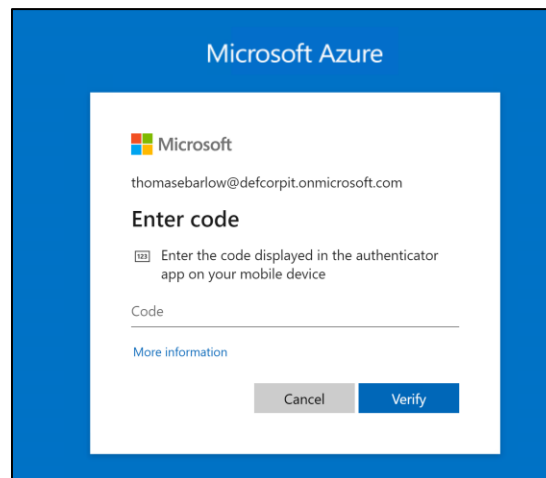 Microsoft Azure
Microsoft
thomasebarlow@defcorpit.onmicrosoft.com
Enter code
123
Enter the code displayed in the authenticator
app on your mobile device
Code
More information
Cancel
Verify